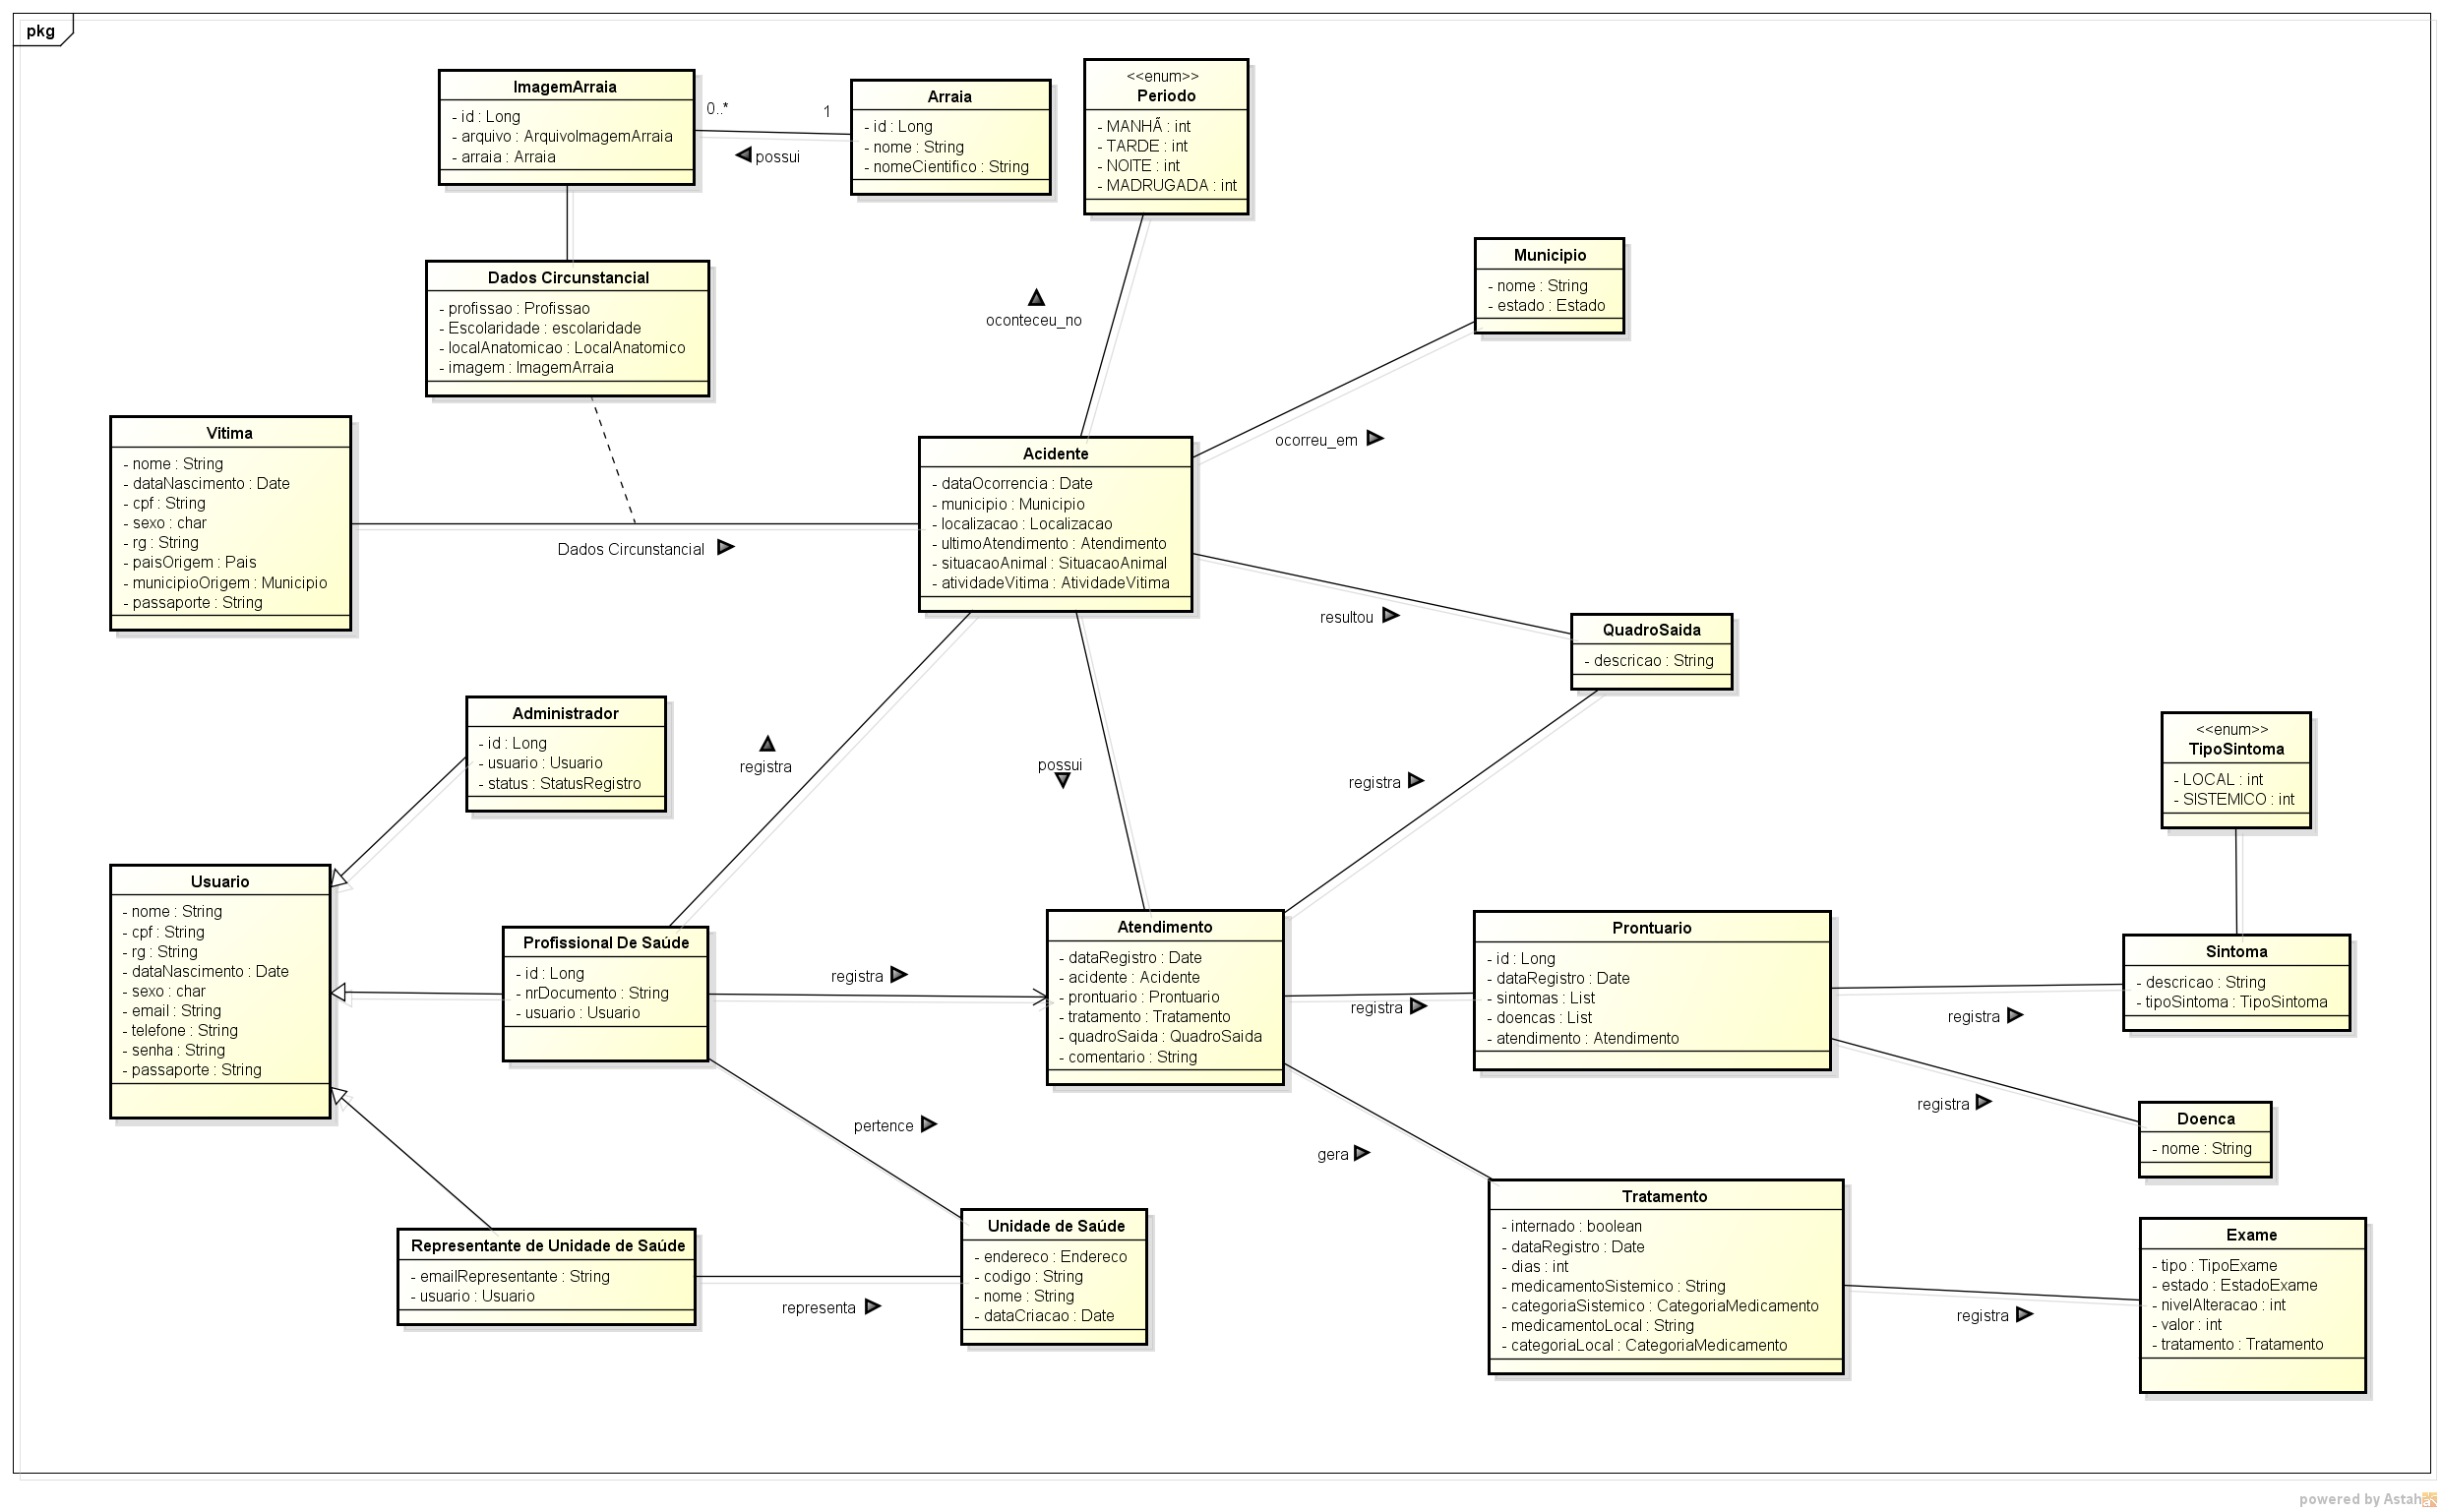 pkg
ImagemArraia
- id : Long
- arquivo : ArquivoImagemArraia
- arraia : Arraia
0..*
1
possui
Arraia
- id : Long
- nome : String
- nomeCientifico : String
<<enum>>
Periodo
- MANHÃ : int
- TARDE : int
- NOITE : int
- MADRUGADA : int
Municipio
- nome : String
- estado : Estado
Dados Circunstancial
- profissao : Profissao
- Escolaridade : escolaridade
- localAnatomicao : LocalAnatomico
- imagem : ImagemArraia
oconteceu_no
ocorreu_em
Vitima
- nome : String
- dataNascimento : Date
- cpf : String
- sexo : char
- rg : String
- paisOrigem : Pais
- municipioOrigem : Municipio
- passaporte : String
Dados Circunstancial
Acidente
- dataOcorrencia : Date
- municipio : Municipio
- localizacao : Localizacao
- ultimoAtendimento : Atendimento
- situacaoAnimal : SituacaoAnimal
- atividadeVitima : AtividadeVitima
resultou
QuadroSaida
- descricao : String
Administrador
- id : Long
- usuario : Usuario
- status : StatusRegistro
registra
possui
registra
<<enum>>
TipoSintoma
- LOCAL : int
- SISTEMICO : int
Usuario
- nome : String
- cpf : String
- rg : String
- dataNascimento : Date
- sexo : char
- email : String
- telefone : String
- senha : String
- passaporte : String
Profissional De Saúde
- id : Long
- nrDocumento : String
- usuario : Usuario
registra
Atendimento
- dataRegistro : Date
- acidente : Acidente
- prontuario : Prontuario
- tratamento : Tratamento
- quadroSaida : QuadroSaida
- comentario : String
registra
Prontuario
- id : Long
- dataRegistro : Date
- sintomas : List
- doencas : List
- atendimento : Atendimento
registra
Sintoma
- descricao : String
- tipoSintoma : TipoSintoma
registra
Doenca
- nome : String
pertence
gera
Representante de Unidade de Saúde
- emailRepresentante : String
- usuario : Usuario
representa
Unidade de Saúde
- endereco : Endereco
- codigo : String
- nome : String
- dataCriacao : Date
Tratamento
- internado : boolean
- dataRegistro : Date
- dias : int
- medicamentoSistemico : String
- categoriaSistemico : CategoriaMedicamento
- medicamentoLocal : String
- categoriaLocal : CategoriaMedicamento
registra
Exame
- tipo : TipoExame
- estado : EstadoExame
- nivelAlteracao : int
- valor : int
- tratamento : Tratamento
powered by Astah